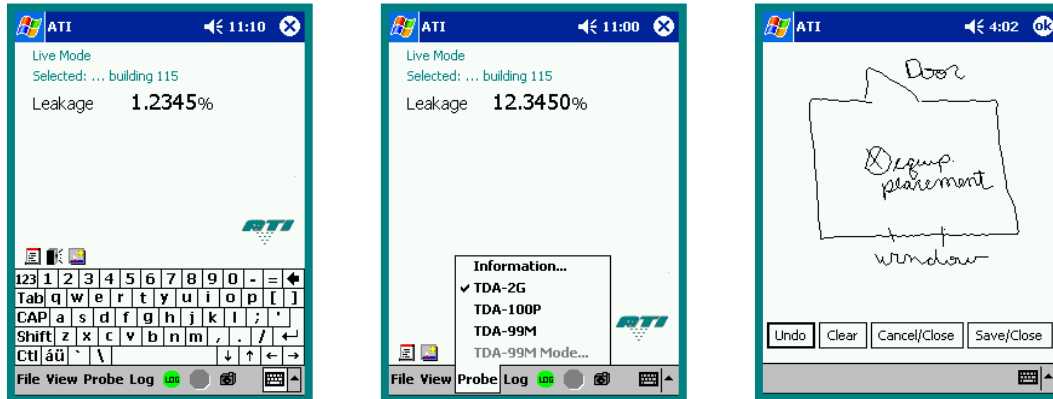 ATI 11:10
Live Mode
Selected: ... building 115
Leakage 1.2345%
ATI
123 1 2 3 4 5 6 7 8 9 0 - =
Tab q w e r t y u i o p [ ]
CAP a s d f g h j k l ; '
Shift z x c v b n m , . /
Ctl áü ` \
File View Probe Log LOG
ATI 11:00
Live Mode
Selected: ... building 115
Leakage 12.3450%
Information...
TDA-2G
TDA-100P
TDA-99M
TDA-99M Mode...
ATI
File View Probe Log LOG
ATI 4:02 ok
Door
equip.
plasement
window
Undo Clear Cancel/Close Save/Close